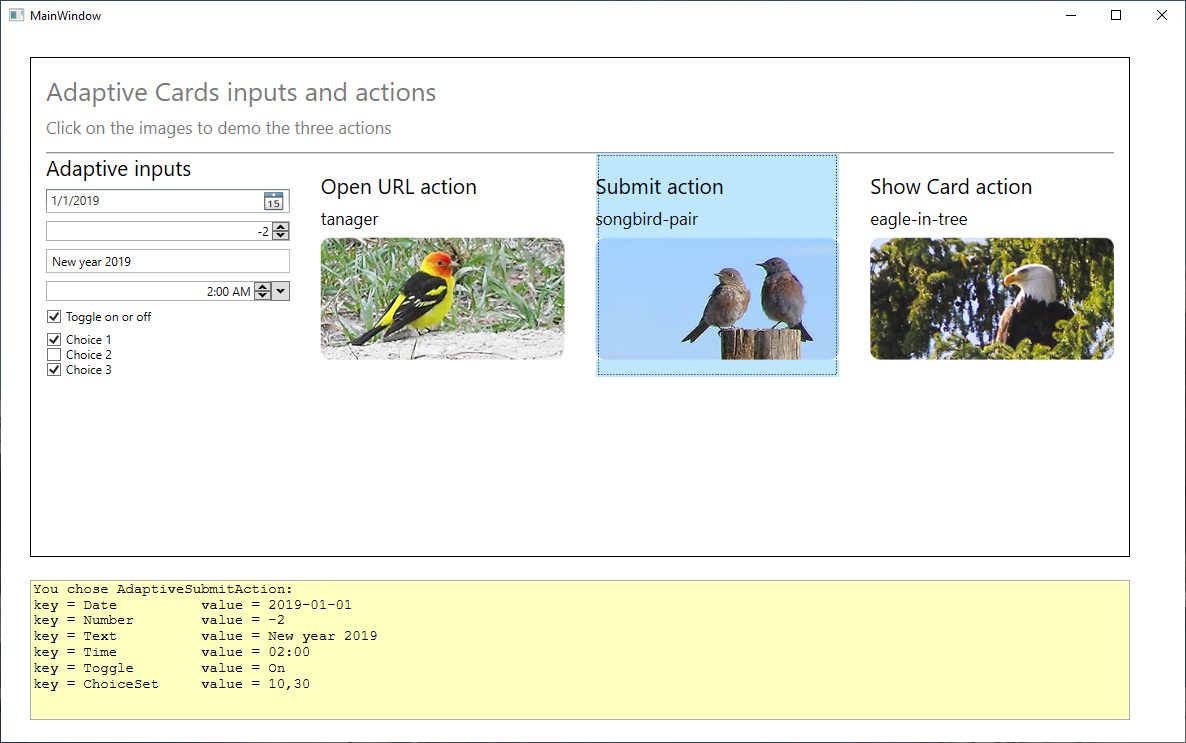 MainWindow
Adaptive Cards inputs and actions
Click on the images to demo the three actions
Adaptive inputs
1/1/2019
15
-2
New year 2019
2:00 AM
Toggle on or off
Choice 1
Choice 2
Choice 3
Open URL action
tanager
Submit action
songbird-pair
Show Card action
eagle-in-tree
You chose AdaptiveSubmitAction:
key = Date          value = 2019-01-01
key = Number        value = -2
key = Text          value = New year 2019
key = Time          value = 02:00
key = Toggle        value = On
key = ChoiceSet     value = 10,30